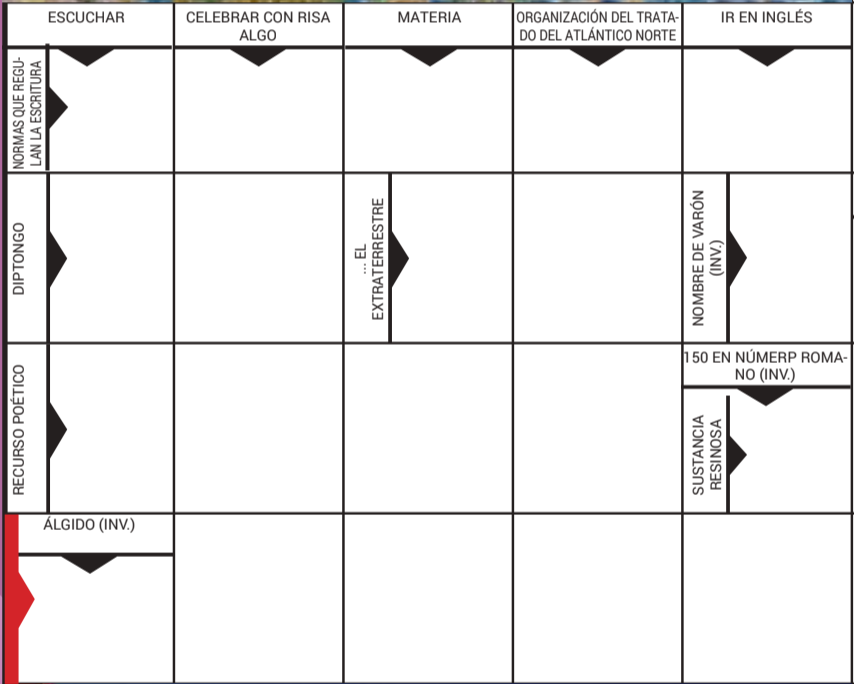 ESCUCHAR
CELEBRAR CON RISA
ALGO
MATERIA
ORGANIZACIÓN DEL TRATA-
DO DEL ATLÁNTICO NORTE
IR EN INGLÉS
NORMAS QUE REGU-
LAN LA ESCRITURA
DIPTONGO
... EL
EXTRATERRESTRE
NOMBRE DE VARÓN
(INV.)
RECURSO POÉTICO
150 EN NÚMERP ROMA-
NO (INV.)
SUSTANCIA
RESINOSA
ÁLGIDO (INV.)